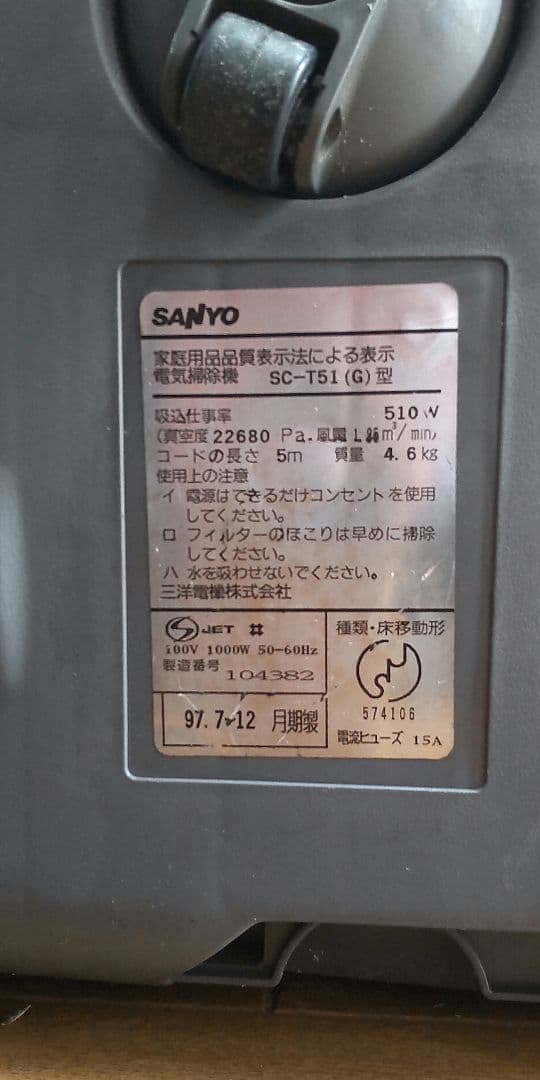 SANYO
家庭用品品質表示法による表示
電気掃除機 SC-T51(G)型
吸込仕事率 510W
(真空度 22680 Pa.風量 m³/min)
コードの長さ 5m 質量 4.6kg
使用上の注意
イ 電源はできるだけコンセントを使用
してください。
ロ フィルターのほこりは早めに掃除
してください。
ハ 水を吸わせないでください。
三洋電機株式会社
JET
100V 1000W 50-60Hz
製造番号 104382
97.7~12 月期製
種類・床移動形
574106
電流ヒューズ 15A